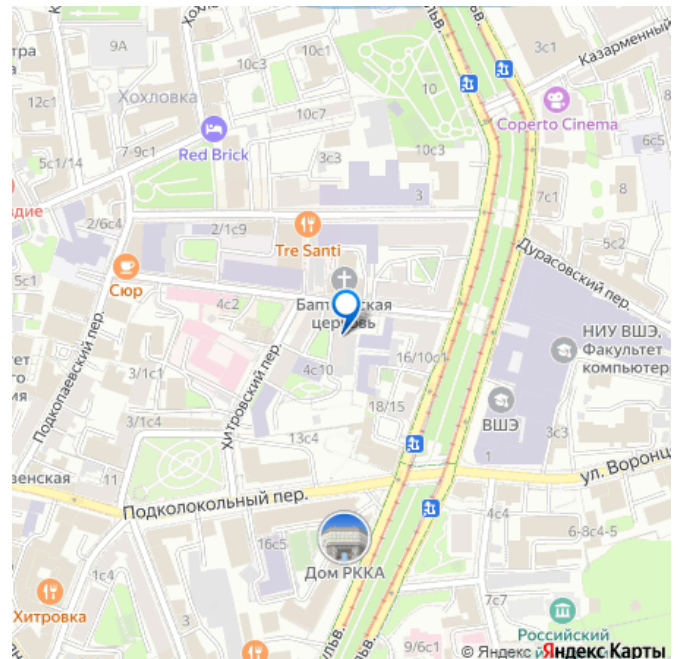 9А
10с3
10с1
3с1
Казарменный
тра
12с1
Хохловка
10
10с7
Coperto Cinema
Red Brick
7-9с1
5с1/14
3с3
10с3
6с5
здие
3
8
7с1
2/6с4
2/1с9
Tre Santi
5с2
5с1
Сюр
Дурасовский пер.
4с2
церковь
НИУ ВШЭ,
Факультет
компьютер
16/10с1
Подкопаевский пер.
Хитровский пер.
4с10
18/15
ВШЭ
3/1с1
3/1с4
13с4
3с3
1
венская
11
ул. Воронц
Подколокольный пер.
4с4
16с5
6-8с4-5
Дом РККА
1с4
Хитровка
7с7
9/6с1
Российский
© Яндекс Яндекс Карты